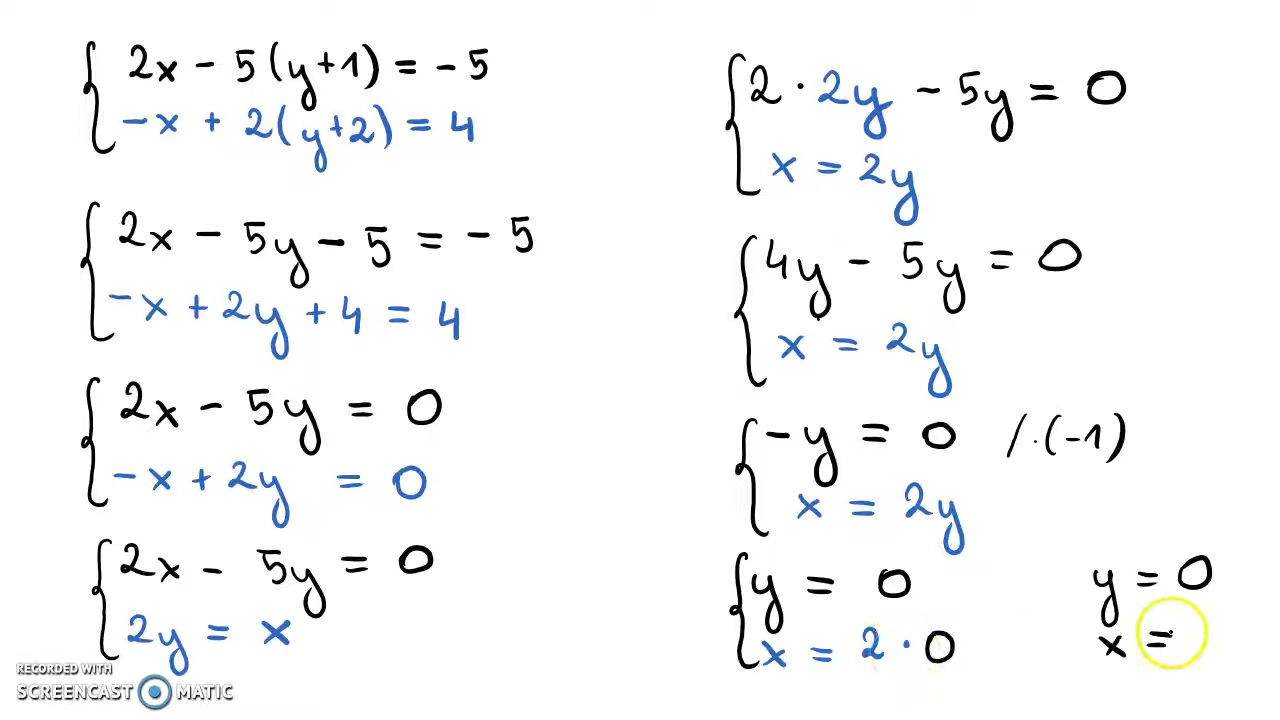 2x - 5(y+1) = -5
-x + 2(y+2) = 4
2x - 5y - 5 = -5
-x + 2y + 4 = 4
2x - 5y = 0
-x + 2y = 0
2x - 5y = 0
2y = x
2 · 2y - 5y = 0
x = 2y
4y - 5y = 0
x = 2y
-y = 0 /·(-1)
x = 2y
y = 0
x = 2 · 0
y = 0
x =
RECORDED WITH
SCREENCAST MATIC